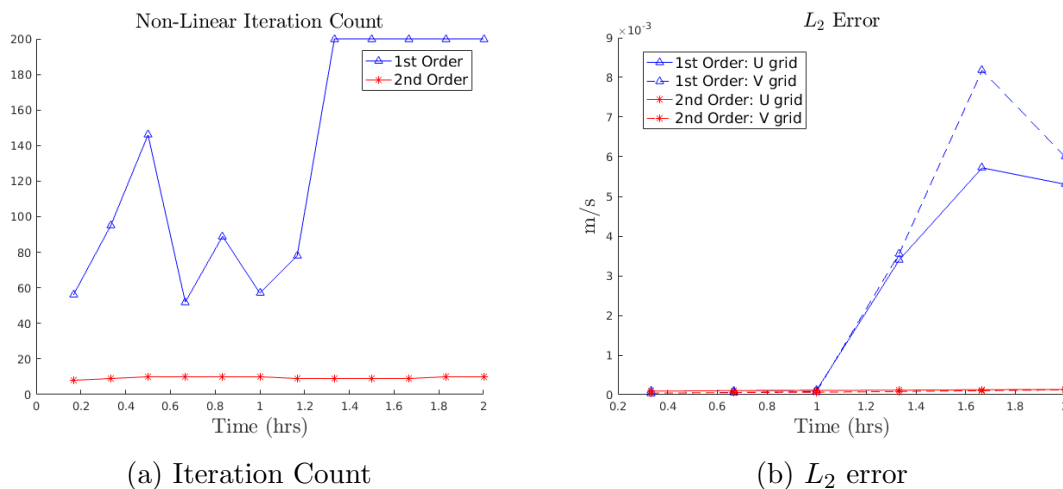 Non-Linear Iteration Count
200
180
160
140
120
100
80
60
40
20
0
0 0.2 0.4 0.6 0.8 1 1.2 1.4 1.6 1.8 2
Time (hrs)
1st Order
2nd Order
(a) Iteration Count
L₂ Error
×10⁻³
9
8
7
6
5
4
3
2
1
0
m/s
0.2 0.4 0.6 0.8 1 1.2 1.4 1.6 1.8
Time (hrs)
1st Order: U grid
1st Order: V grid
2nd Order: U grid
2nd Order: V grid
(b) L₂ error